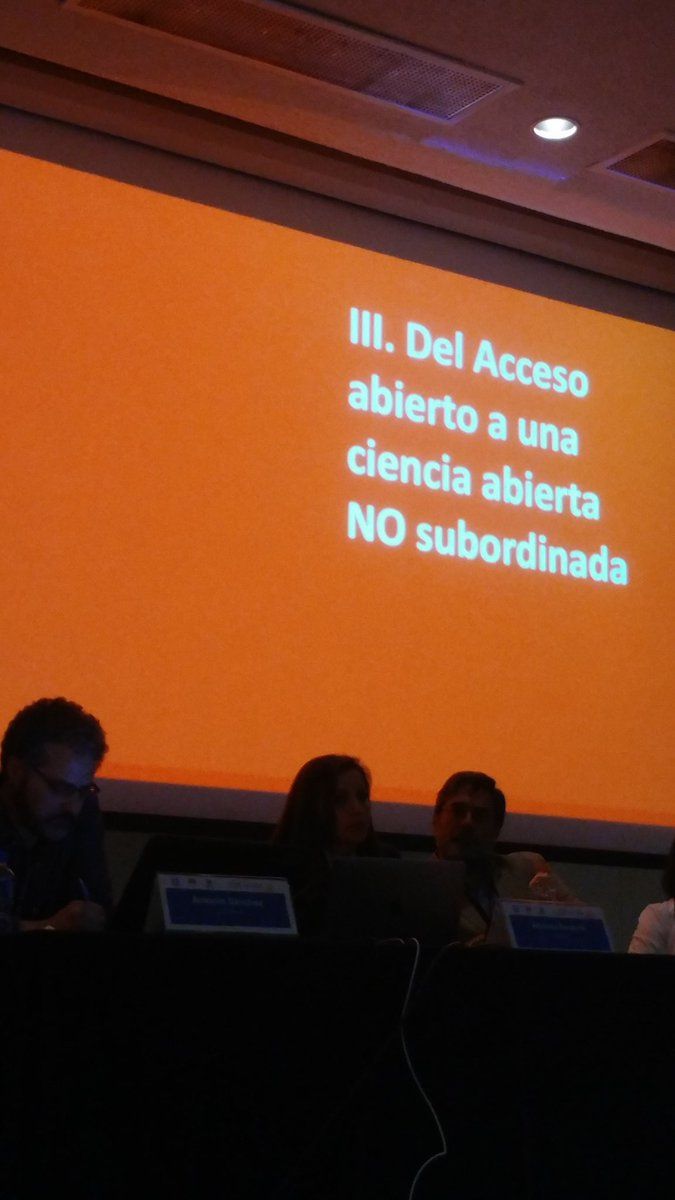 III. Del Acceso
abierto a una
ciencia abierta
NO subordinada